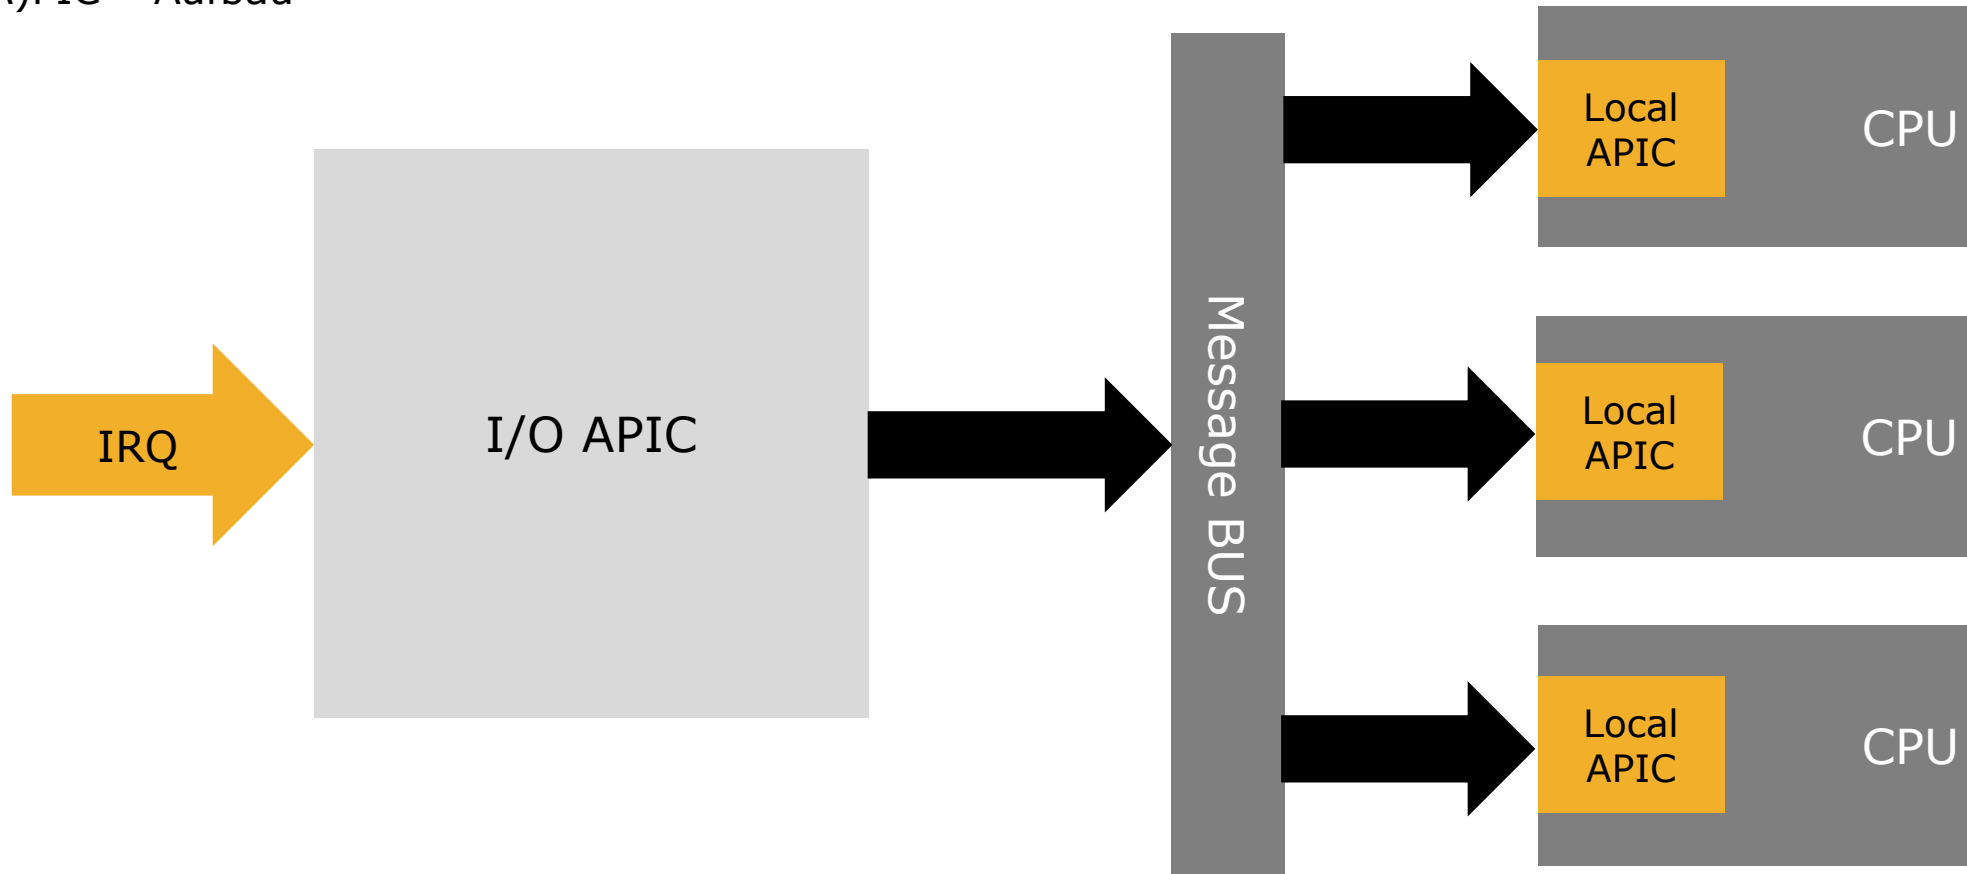 IRQ
I/O APIC
Message BUS
Local
APIC
CPU
Local
APIC
CPU
Local
APIC
CPU